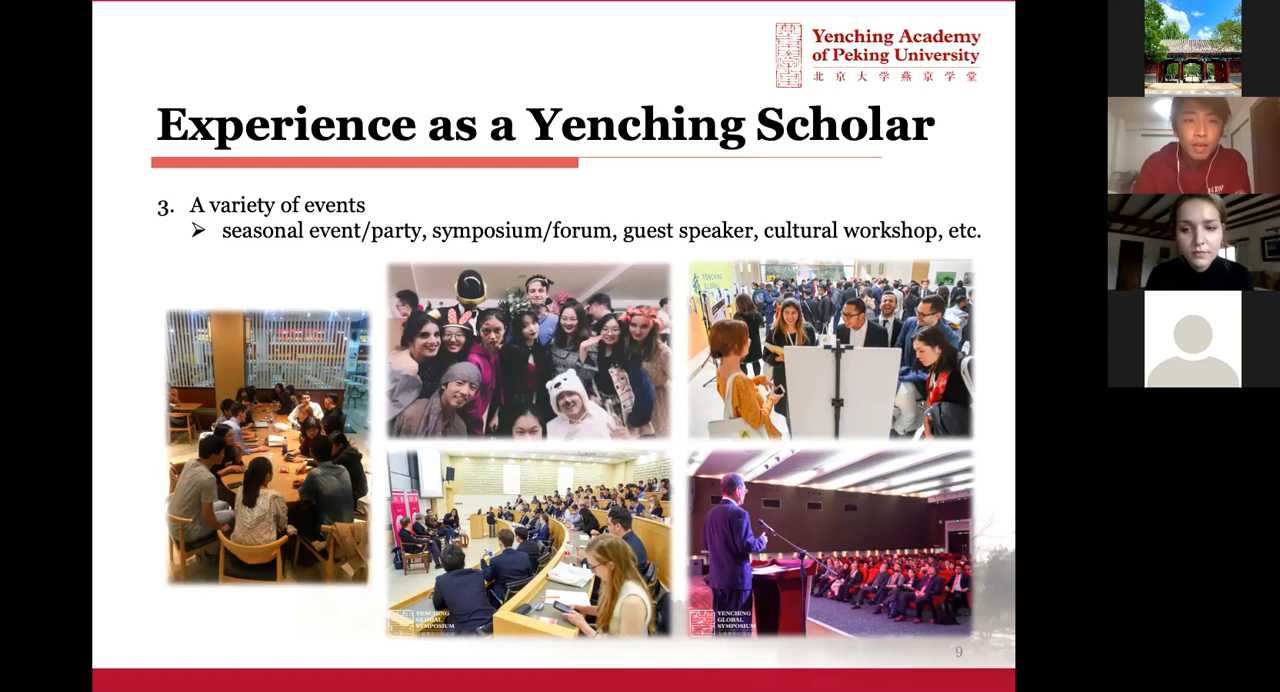 Yenching Academy
of Peking University
北京大学燕京学堂
Experience as a Yenching Scholar
3. A variety of events
➢ seasonal event/party, symposium/forum, guest speaker, cultural workshop, etc.
YENCHING
GLOBAL
YENCHING
GLOBAL
SYMPOSIUM
YENCHING
GLOBAL
SYMPOSIUM
9